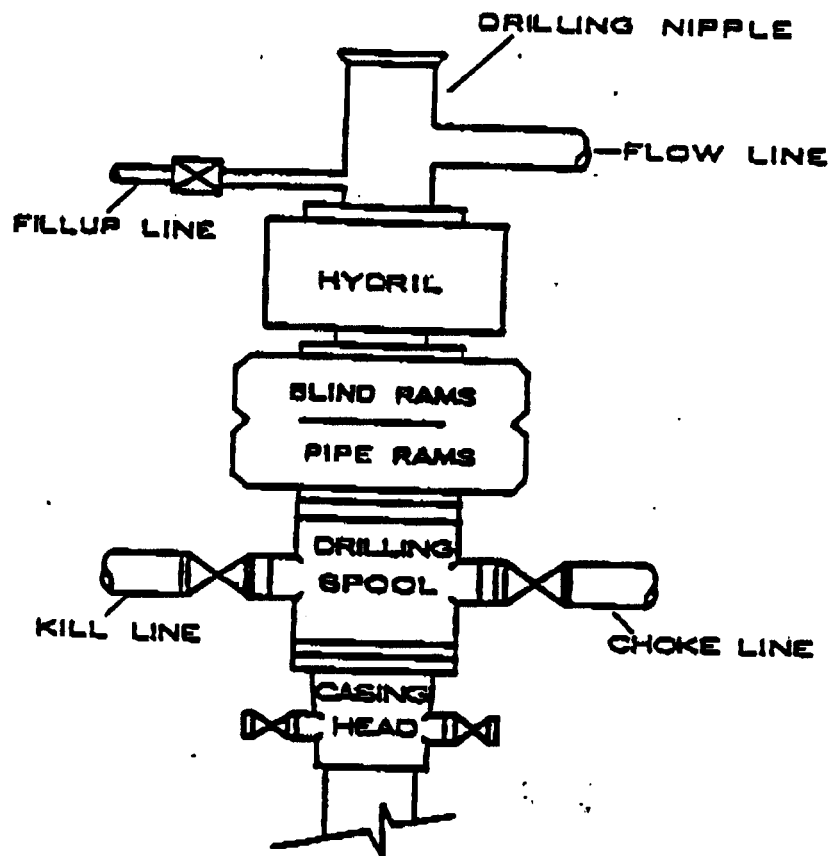 DRILLING NIPPLE
FLOW LINE
FILLUP LINE
HYDRIL
BLIND RAMS
PIPE RAMS
DRILLING
SPOOL
KILL LINE
CHOKE LINE
CASING
HEAD